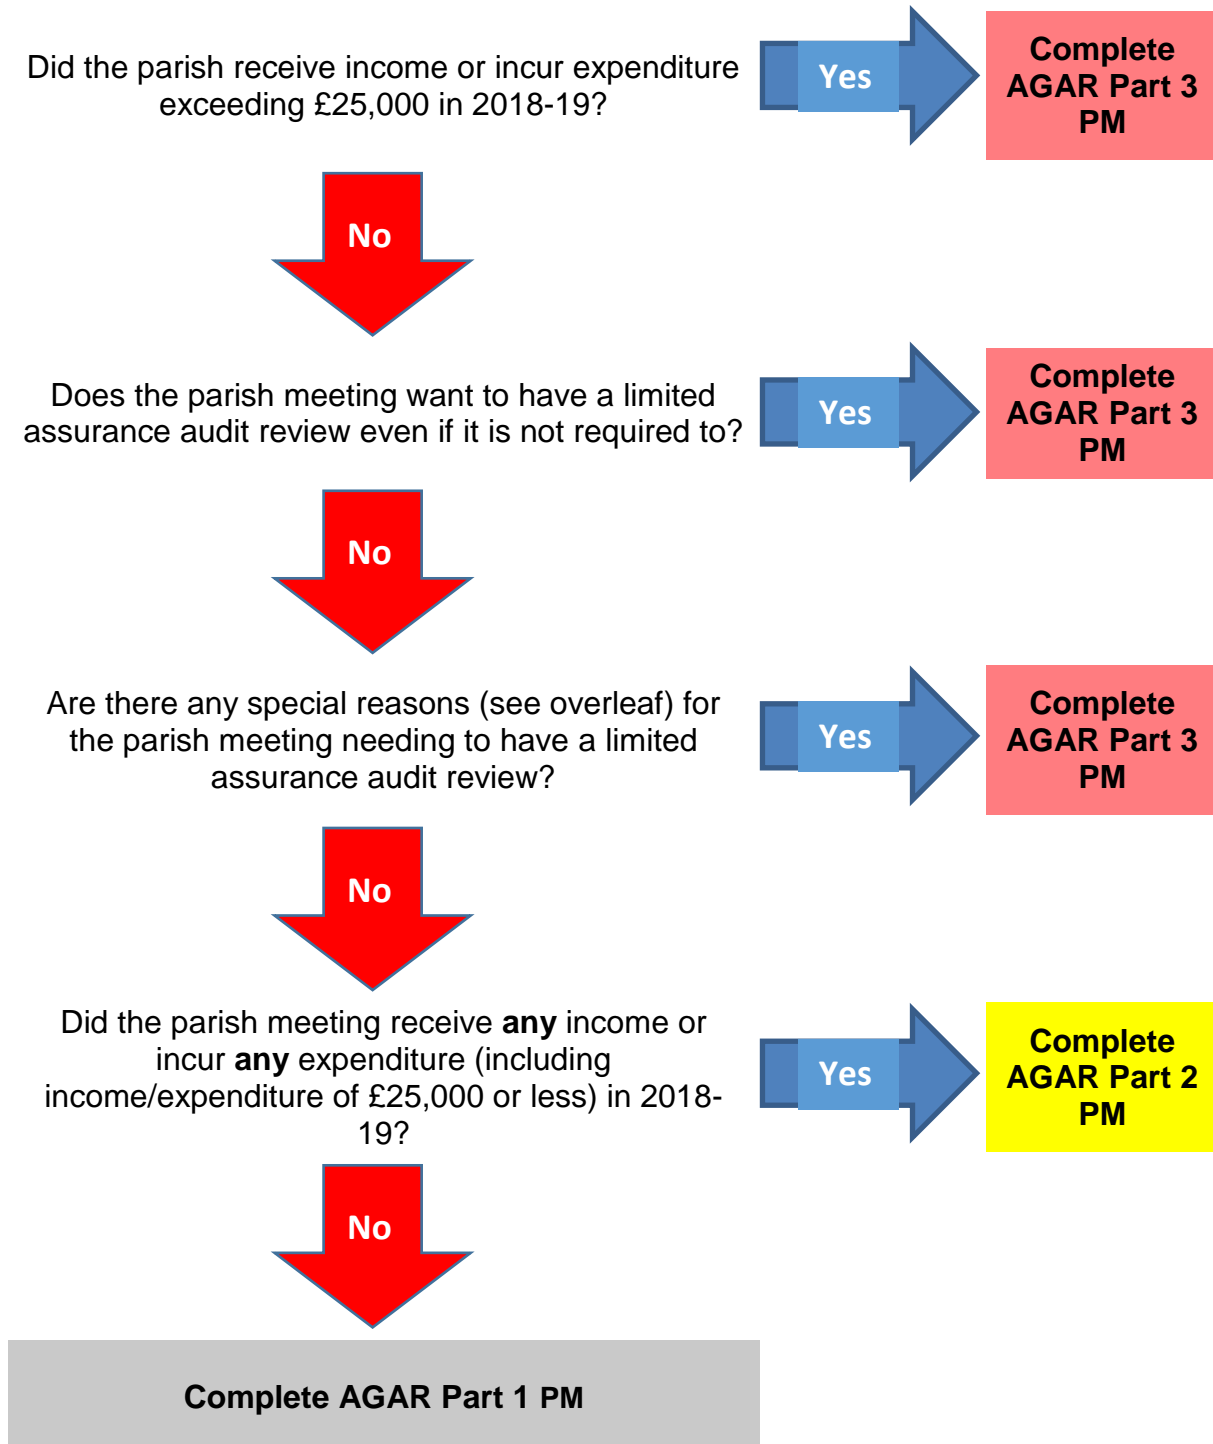 Did the parish receive income or incur expenditure
exceeding £25,000 in 2018-19?
Yes
Complete
AGAR Part 3
PM
No
Does the parish meeting want to have a limited
assurance audit review even if it is not required to?
Yes
Complete
AGAR Part 3
PM
No
Are there any special reasons (see overleaf) for
the parish meeting needing to have a limited
assurance audit review?
Yes
Complete
AGAR Part 3
PM
No
Did the parish meeting receive any income or
incur any expenditure (including
income/expenditure of £25,000 or less) in 2018-
19?
Yes
Complete
AGAR Part 2
PM
No
Complete AGAR Part 1 PM